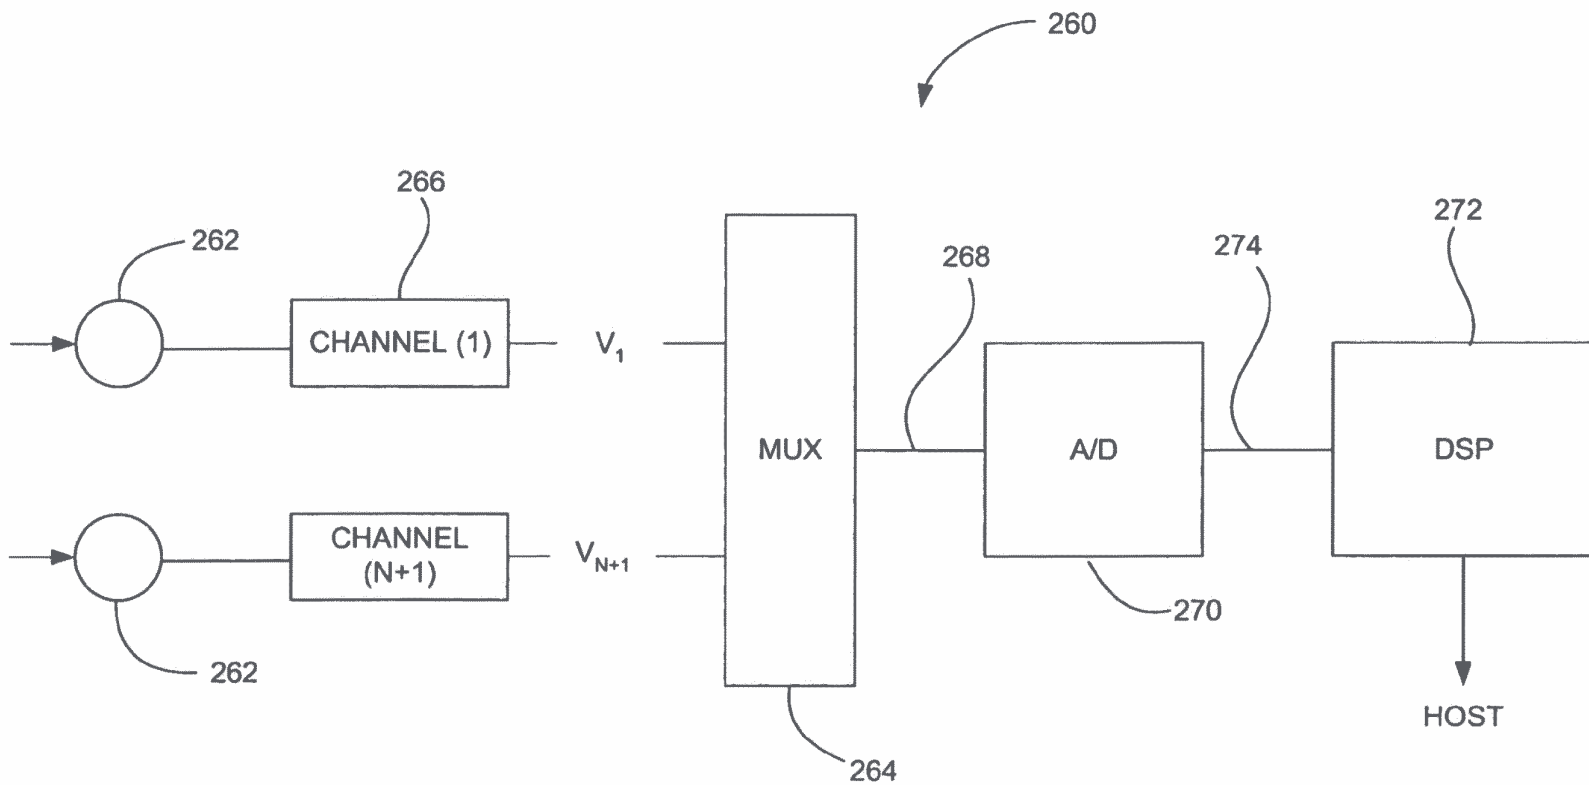 260
266
262
272
274
268
CHANNEL (1)
V1
MUX
A/D
DSP
CHANNEL
(N+1)
VN+1
270
262
HOST
264